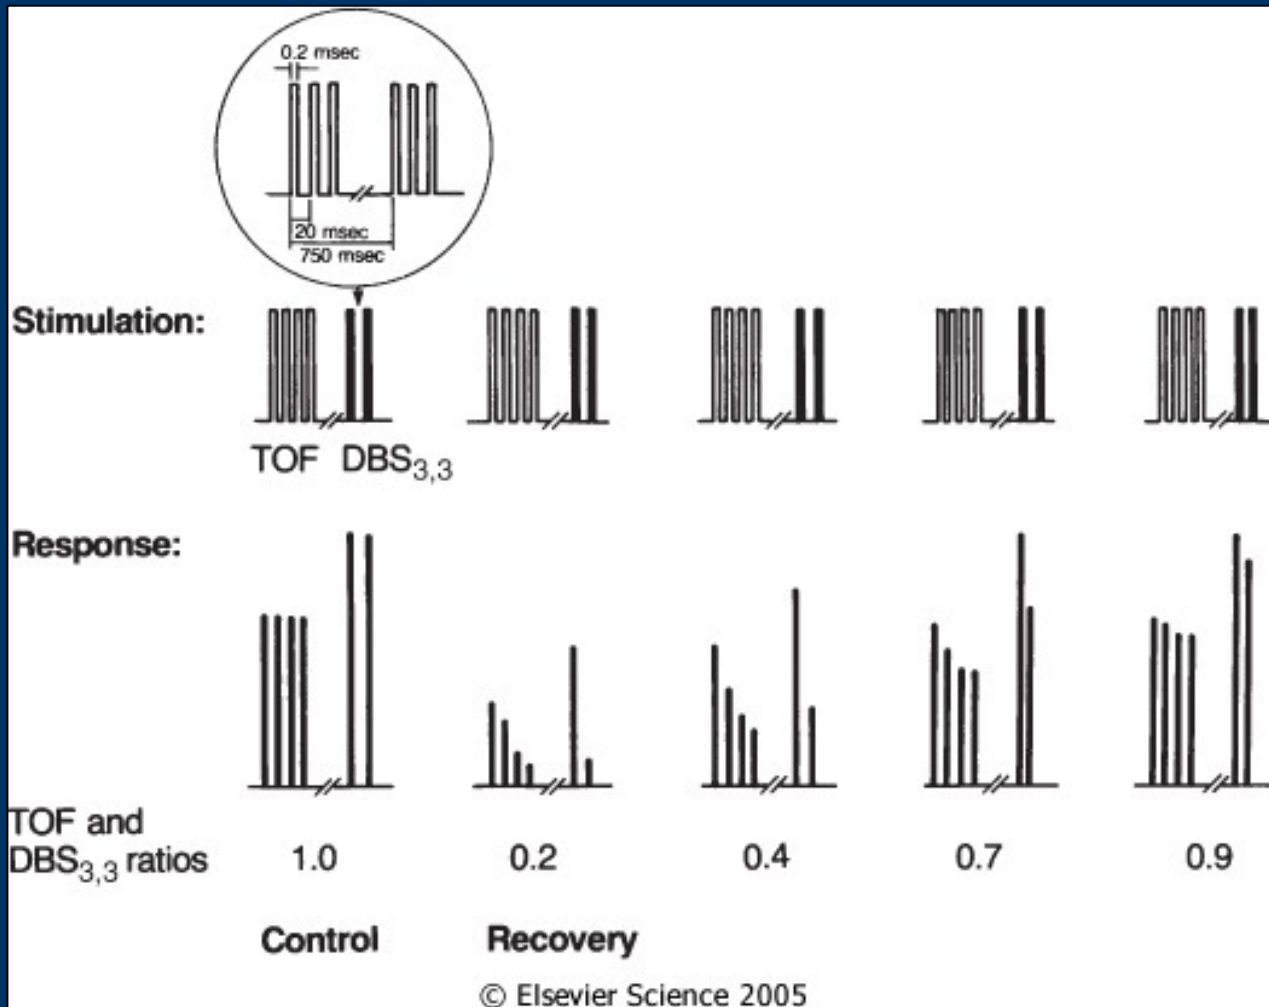 0.2 msec
20 msec
750 msec
Stimulation:
TOF DBS3,3
Response:
TOF and
DBS3,3 ratios 1.0 0.2 0.4 0.7 0.9
Control Recovery
© Elsevier Science 2005